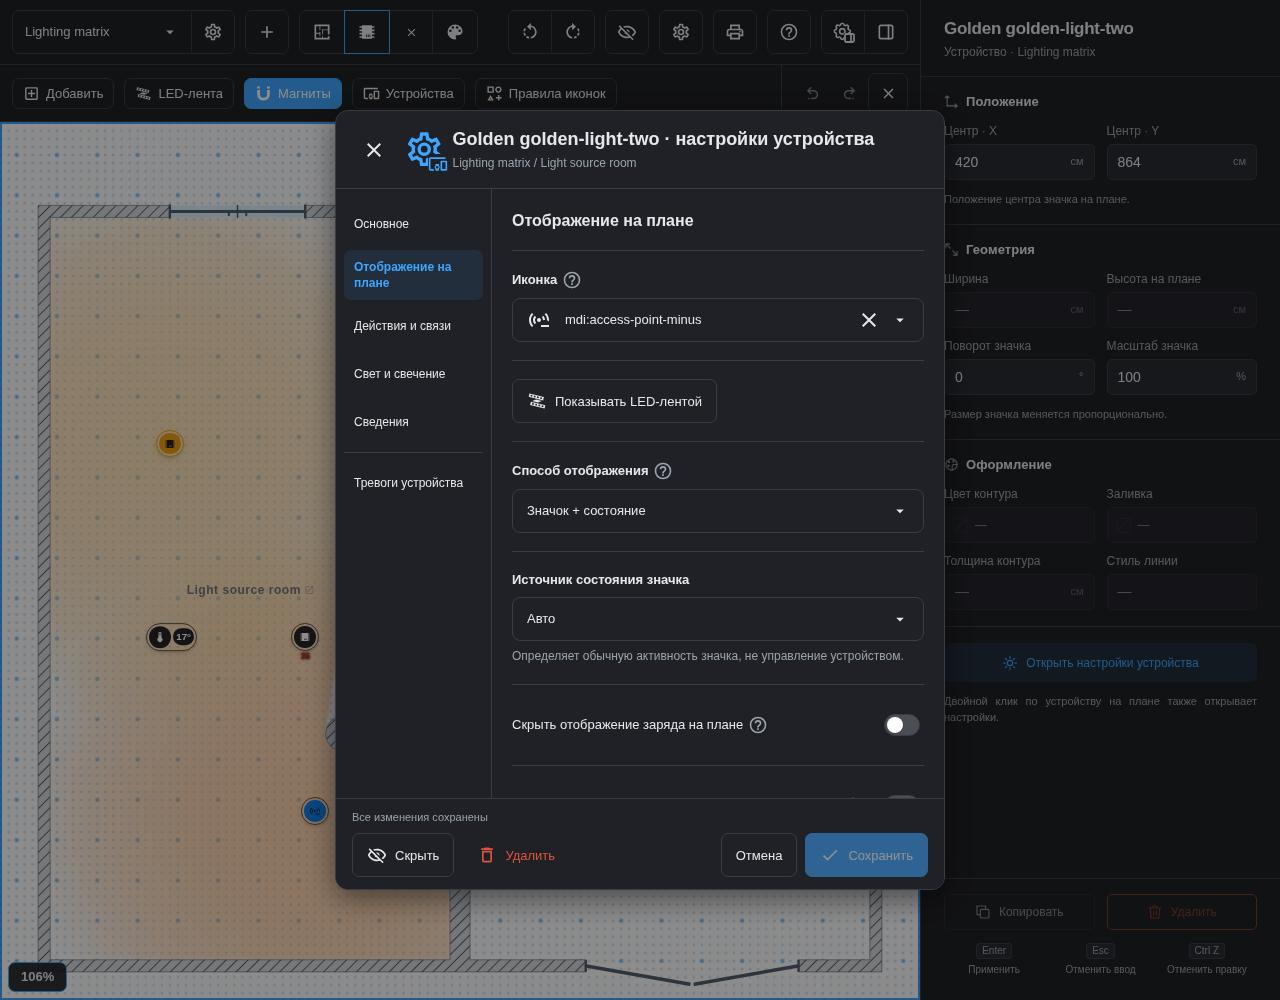 Lighting matrix
Golden golden-light-two
Устройство · Lighting matrix
Добавить
LED-лента
Магниты
Устройства
Правила иконок
Golden golden-light-two · настройки устройства
Lighting matrix / Light source room
Основное
Отображение на
плане
Действия и связи
Свет и свечение
Сведения
Тревоги устройства
Отображение на плане
Иконка
mdi:access-point-minus
Показывать LED-лентой
Способ отображения
Значок + состояние
Источник состояния значка
Авто
Определяет обычную активность значка, не управление устройством.
Скрыть отображение заряда на плане
Все изменения сохранены
Скрыть
Удалить
Отмена
Сохранить
Light source room
17°
106%
Положение
Центр · X
Центр · Y
420 см
864 см
Положение центра значка на плане.
Геометрия
Ширина
Высота на плане
— см
— см
Поворот значка
Масштаб значка
0 °
100 %
Размер значка меняется пропорционально.
Оформление
Цвет контура
Заливка
—
—
Толщина контура
Стиль линии
— см
—
Открыть настройки устройства
Двойной клик по устройству на плане также открывает
настройки.
Копировать
Удалить
Enter
Esc
Ctrl Z
Применить
Отменить ввод
Отменить правку